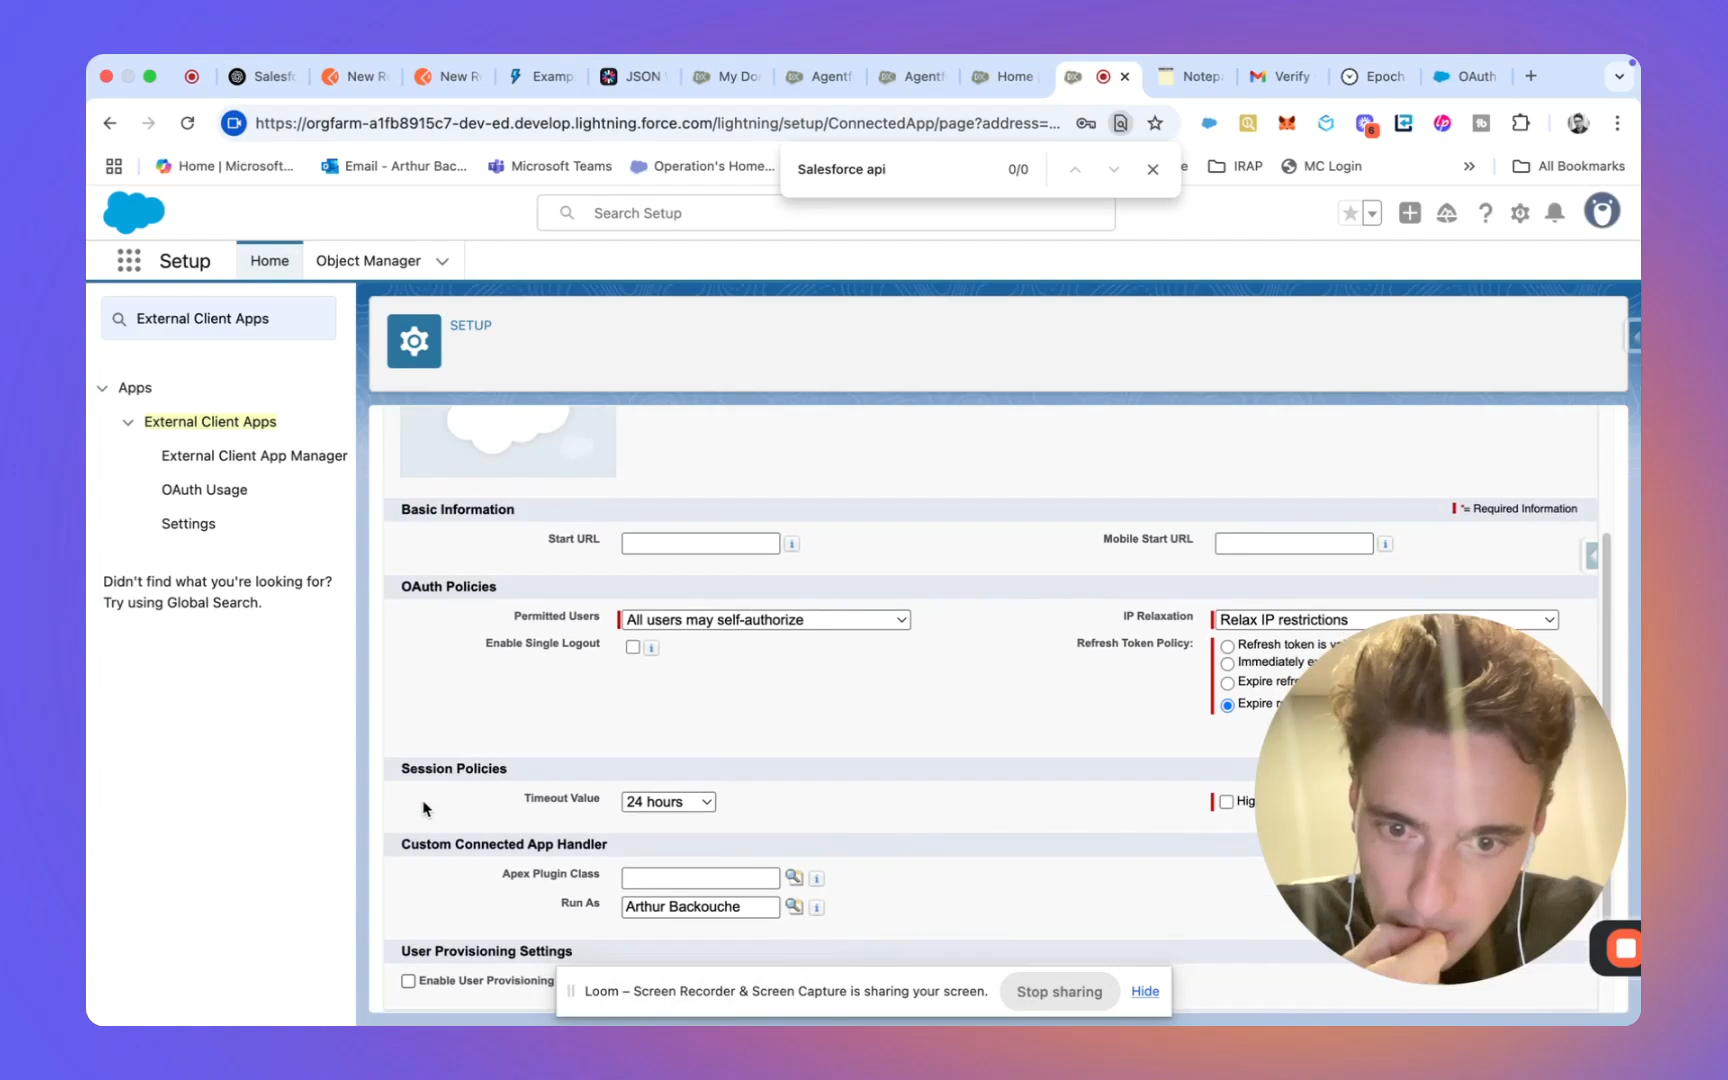 Salesfo
New R
New R
Examp
JSON
My Do
Agentf
Agentf
Home
Notep
Verify
Epoch
OAuth
https://orgfarm-a1fb8915c7-dev-ed.develop.lightning.force.com/lightning/setup/ConnectedApp/page?address=...
6
Home | Microsoft...
Email - Arthur Bac...
Microsoft Teams
Operation's Home...
Salesforce api
0/0
IRAP
MC Login
All Bookmarks
Search Setup
Setup
Home
Object Manager
External Client Apps
Apps
External Client Apps
External Client App Manager
OAuth Usage
Settings
Didn't find what you're looking for?
Try using Global Search.
SETUP
Basic Information
= Required Information
Start URL
Mobile Start URL
OAuth Policies
Permitted Users
All users may self-authorize
IP Relaxation
Relax IP restrictions
Enable Single Logout
Refresh Token Policy:
Refresh token is
Immediately
Expire refr
Expire
Session Policies
Timeout Value
24 hours
Hig
Custom Connected App Handler
Apex Plugin Class
Run As
Arthur Backouche
User Provisioning Settings
Enable User Provisioning
Loom – Screen Recorder & Screen Capture is sharing your screen.
Stop sharing
Hide